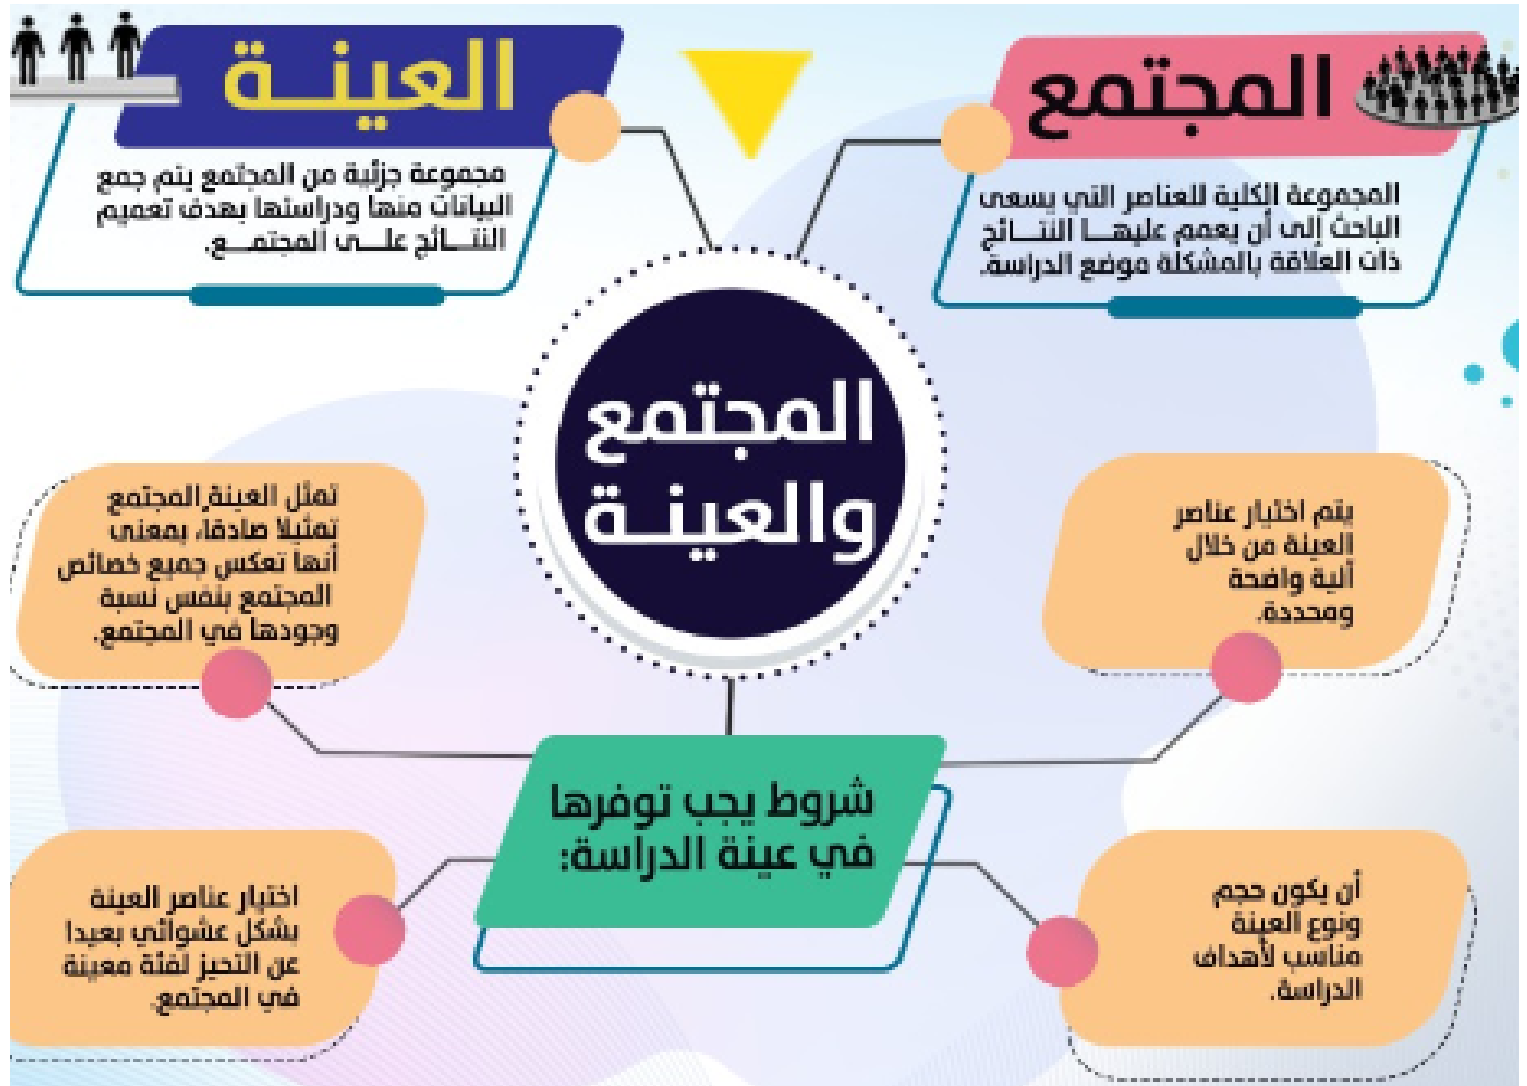 المجتمع
المجموعة الكلية للعناصر التي يسعى
الباحث إلى أن يعمم عليهـــا النتـــائج
ذات العلاقة بالمشكلة موضع الدراسة.
العينــة
مجموعة جزئية من المجتمع يتم جمع
البيانات منها ودراستها بهدف تعميم
النتـــائج علـــى المجتمـــع.
المجتمع
والعينــة
شروط يجب توفرها
في عينة الدراسة:
يتم اختيار عناصر
العينة من خلال
آلية واضحة
ومحددة.
تمثل العينة المجتمع
تمثيلا صادقا، بمعنى
أنها تعكس جميع خصائص
المجتمع بنفس نسبة
وجودها في المجتمع.
أن يكون حجم
ونوع العينة
مناسب لأهداف
الدراسة.
اختيار عناصر العينة
بشكل عشوائي بعيدا
عن التحيز لفئة معينة
في المجتمع.